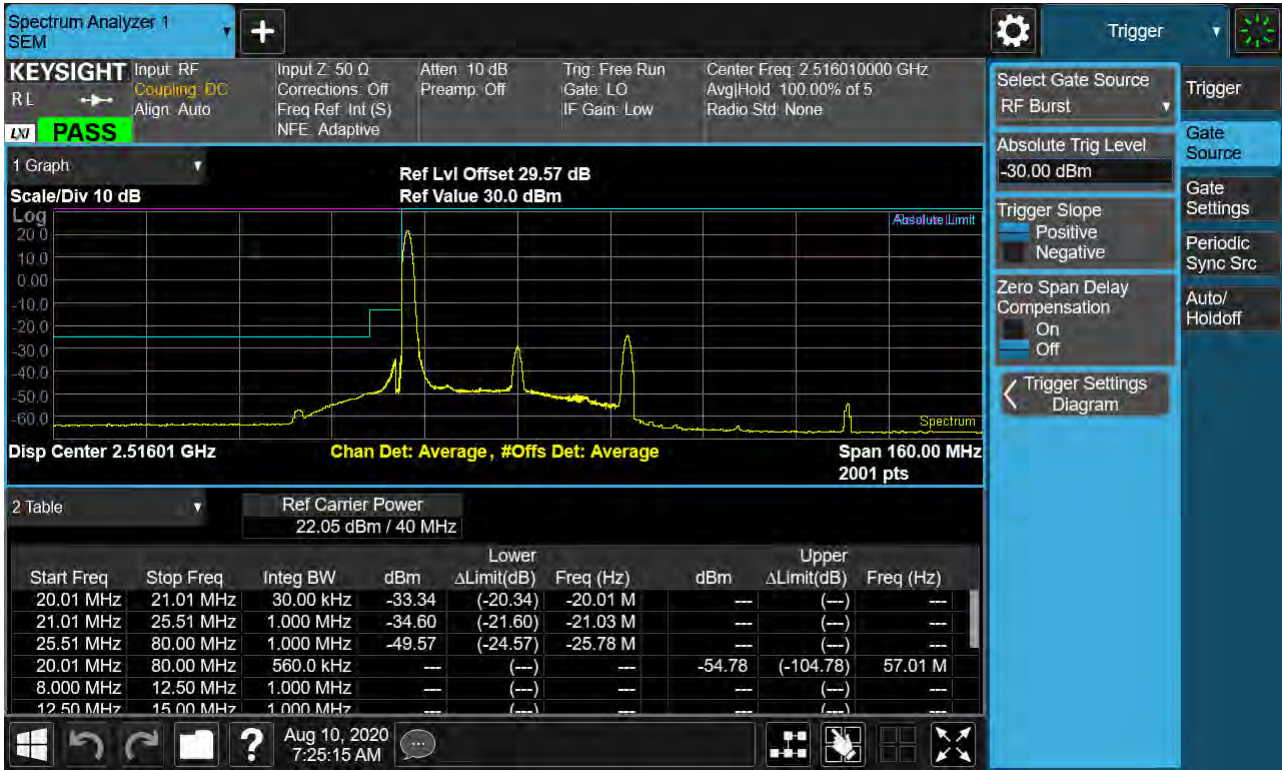 Spectrum Analyzer 1
SEM
Trigger
KEYSIGHT
RL
LXI
PASS
Input: RF
Coupling: DC
Align: Auto
Input Z: 50 Ω
Corrections: Off
Freq Ref: Int (S)
NFE: Adaptive
Atten: 10 dB
Preamp: Off
Trig: Free Run
Gate: LO
IF Gain: Low
Center Freq: 2.516010000 GHz
Avg|Hold: 100.00% of 5
Radio Std: None
1 Graph
Scale/Div 10 dB
Ref Lvl Offset 29.57 dB
Ref Value 30.0 dBm
Log
20.0
10.0
0.00
-10.0
-20.0
-30.0
-40.0
-50.0
-60.0
Limit
Spectrum
Disp Center 2.51601 GHz Chan Det: Average, #Offs Det: Average Span 160.00 MHz
2001 pts
2 Table
Ref Carrier Power
22.05 dBm / 40 MHz
Lower Upper
Start Freq Stop Freq Integ BW dBm ΔLimit(dB) Freq (Hz) dBm ΔLimit(dB) Freq (Hz)
20.01 MHz 21.01 MHz 30.00 kHz -33.34 (-20.34) -20.01 M --- (---) ---
21.01 MHz 25.51 MHz 1.000 MHz -34.60 (-21.60) -21.03 M --- (---) ---
25.51 MHz 80.00 MHz 1.000 MHz -49.57 (-24.57) -25.78 M --- (---) ---
20.01 MHz 80.00 MHz 560.0 kHz --- (---) --- -54.78 (-104.78) 57.01 M
8.000 MHz 12.50 MHz 1.000 MHz --- (---) --- --- (---) ---
12.50 MHz 15.00 MHz 1.000 MHz --- (---) --- --- (---) ---
Aug 10, 2020
7:25:15 AM
Select Gate Source
RF Burst
Absolute Trig Level
-30.00 dBm
Trigger Slope
Positive
Negative
Zero Span Delay
Compensation
On
Off
Trigger Settings
Diagram
Trigger
Gate
Source
Gate
Settings
Periodic
Sync Src
Auto/
Holdoff